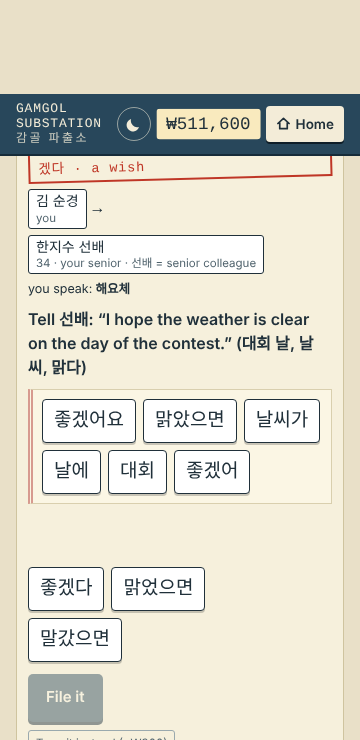 GAMGOL
SUBSTATION
감골 파출소
₩511,600
Home
겠다 · a wish
김 순경
you
→
한지수 선배
34 · your senior · 선배 = senior colleague
you speak: 해요체
Tell 선배: “I hope the weather is clear
on the day of the contest.” (대회 날, 날
씨, 맑다)
좋겠어요 맑았으면 날씨가
날에 대회 좋겠어
좋겠다 맑었으면
말갔으면
File it